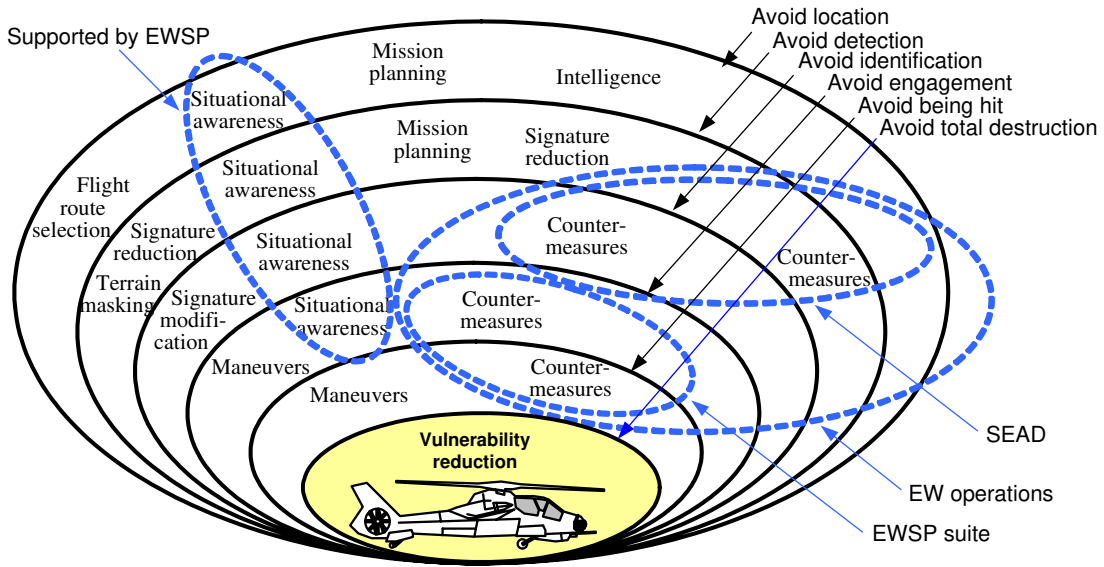 Supported by EWSP
Avoid location
Avoid detection
Avoid identification
Avoid engagement
Avoid being hit
Avoid total destruction
Mission
planning
Intelligence
Situational
awareness
Mission
planning
Signature
reduction
Situational
awareness
Flight
route
selection
Signature
reduction
Situational
awareness
Counter-
measures
Counter-
measures
Terrain
masking
Signature
modifi-
cation
Situational
awareness
Counter-
measures
Maneuvers
Counter-
measures
Maneuvers
Vulnerability
reduction
SEAD
EW operations
EWSP suite